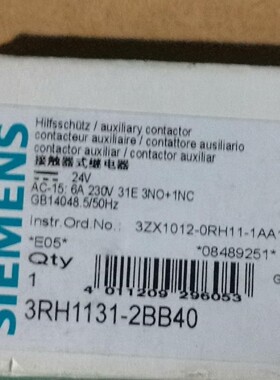 SIEMENS
Hilfsschütz / auxiliary contactor
contacteur auxiliaire / contattore ausiliario
contactor auxiliar / contactor auxiliar
接触器式继电器
24V
AC-15: 6A 230V 31E 3NO+1NC
GB14048.5/50Hz
Instr.Ord.No.: 3ZX1012-0RH11-1AA1
*E05* *08489251*
Qty G
1
4 011209 296053
3RH1131-2BB40